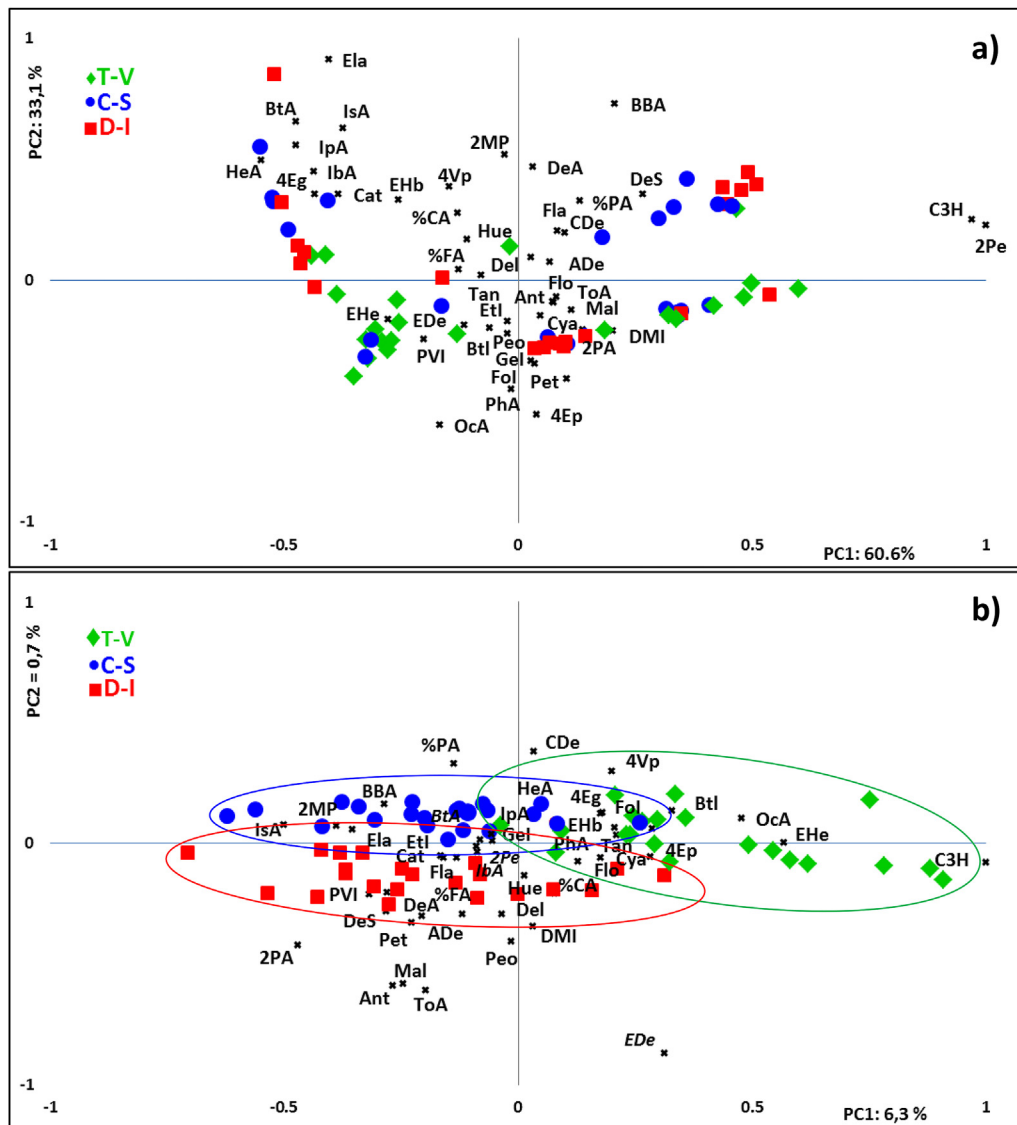 a)
1
T-V
C-S
D-I
PC2: 33,1 %
Ela
BtA
IsA
BBA
IpA
2MP
HeA
IbA
DeA
4Eg
Cat
EHb
4Vp
DeS
%PA
%CA
Fla
CDe
C3H
Hue
2Pe
%FA
Del
ADe
0
Flo
Tan
Ant
ToA
EHe
EDe
Etl
Mal
Cya
DMI
PVI
Btl
Peo
2PA
Gel
Fol
Pet
PhA
4Ep
OcA
-1
-1
-0.5
0
0.5
1
PC1: 60.6%
b)
1
T-V
C-S
D-I
PC2 = 0,7 %
%PA
CDe
4Vp
BBA
HeA
4Eg
Fol
Btl
2MP
BtA
IpA
OcA
IsA
EHb
EHe
Ela
Etl
Gel
PhA
Tan
4Ep
0
Cat
2Pe
Cya
C3H
Fla
IbA
Flo
PVI
%FA
Hue
%CA
DeS
DeA
Del
Pet
ADe
DMI
2PA
Peo
Mal
Ant
ToA
EDe
-1
-1
-0.5
0
0.5
1
PC1: 6,3 %